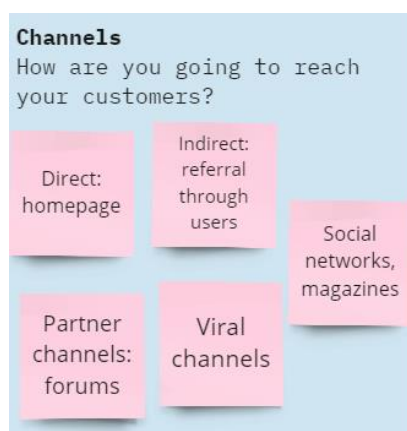 Channels
How are you going to reach
your customers?
Direct:
homepage
Indirect:
referral
through
users
Social
networks,
magazines
Partner
channels:
forums
Viral
channels